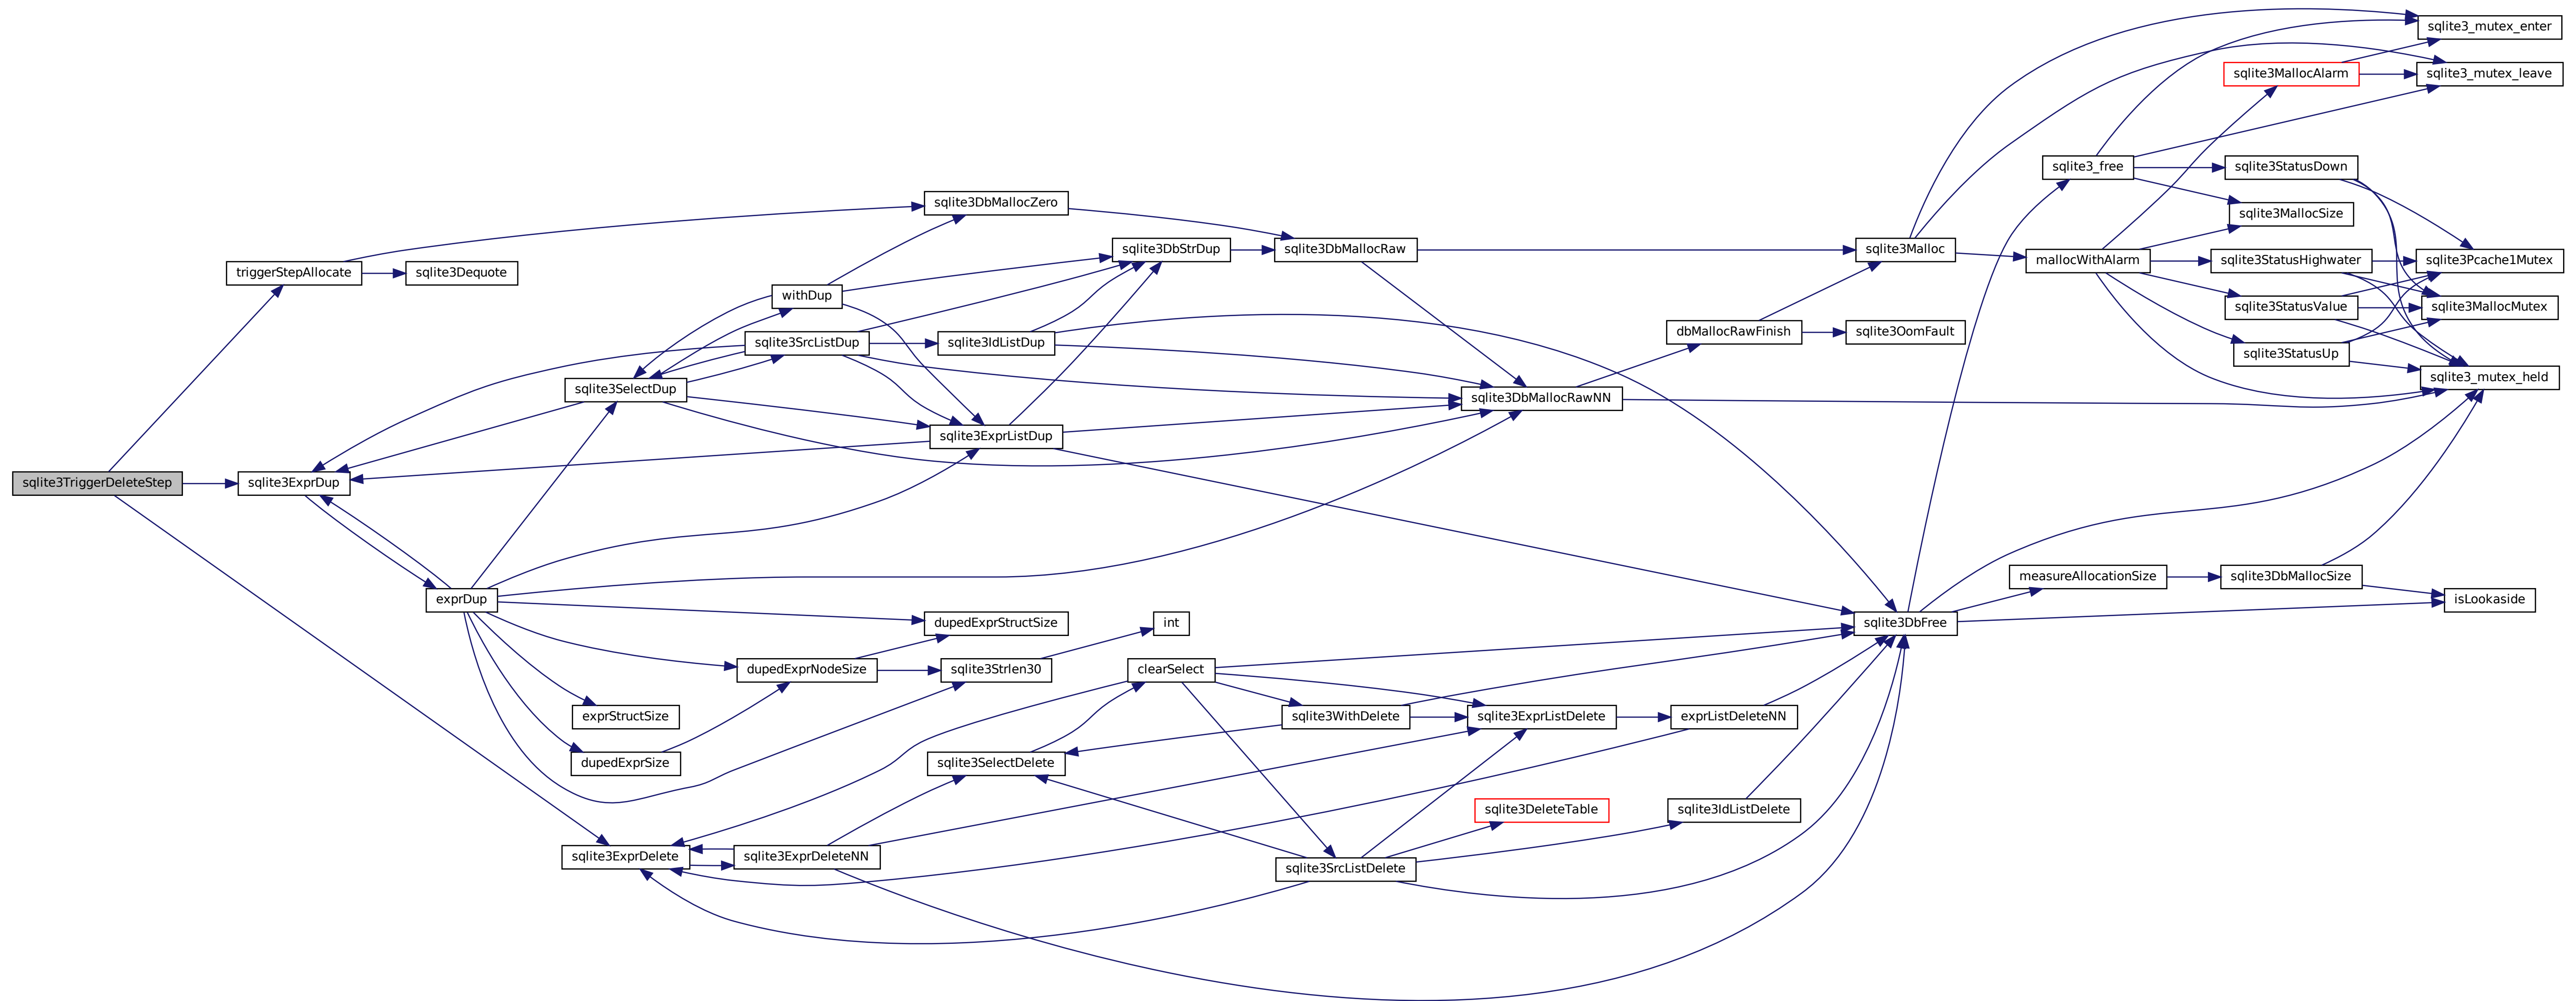 sqlite3TriggerDeleteStep
triggerStepAllocate
sqlite3ExprDup
sqlite3Dequote
exprDup
sqlite3SelectDup
exprStructSize
dupedExprSize
sqlite3ExprDelete
withDup
sqlite3SrcListDup
dupedExprNodeSize
sqlite3ExprDeleteNN
sqlite3DbMallocZero
sqlite3IdListDup
sqlite3ExprListDup
dupedExprStructSize
sqlite3Strlen30
sqlite3SelectDelete
sqlite3DbStrDup
int
clearSelect
sqlite3DbMallocRaw
sqlite3WithDelete
sqlite3SrcListDelete
sqlite3DbMallocRawNN
sqlite3ExprListDelete
sqlite3DeleteTable
dbMallocRawFinish
exprListDeleteNN
sqlite3IdListDelete
sqlite3Malloc
sqlite3OomFault
sqlite3DbFree
sqlite3_free
mallocWithAlarm
measureAllocationSize
sqlite3MallocAlarm
sqlite3StatusDown
sqlite3MallocSize
sqlite3StatusHighwater
sqlite3StatusValue
sqlite3StatusUp
sqlite3DbMallocSize
sqlite3_mutex_enter
sqlite3_mutex_leave
sqlite3Pcache1Mutex
sqlite3MallocMutex
sqlite3_mutex_held
isLookaside